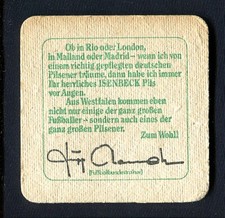 Ob in Rio oder London,
in Mailand oder Madrid – wenn ich von
einem richtig gepflegten deutschen
Pilsener träume, dann habe ich immer
Ihr herrliches ISENBECK Pils
vor Augen.
Aus Westfalen kommen eben
nicht nur einige der ganz großen
Fußballer – sondern auch eines der
ganz großen Pilsener.
Zum Wohl!
(Fußballbundestrainer)